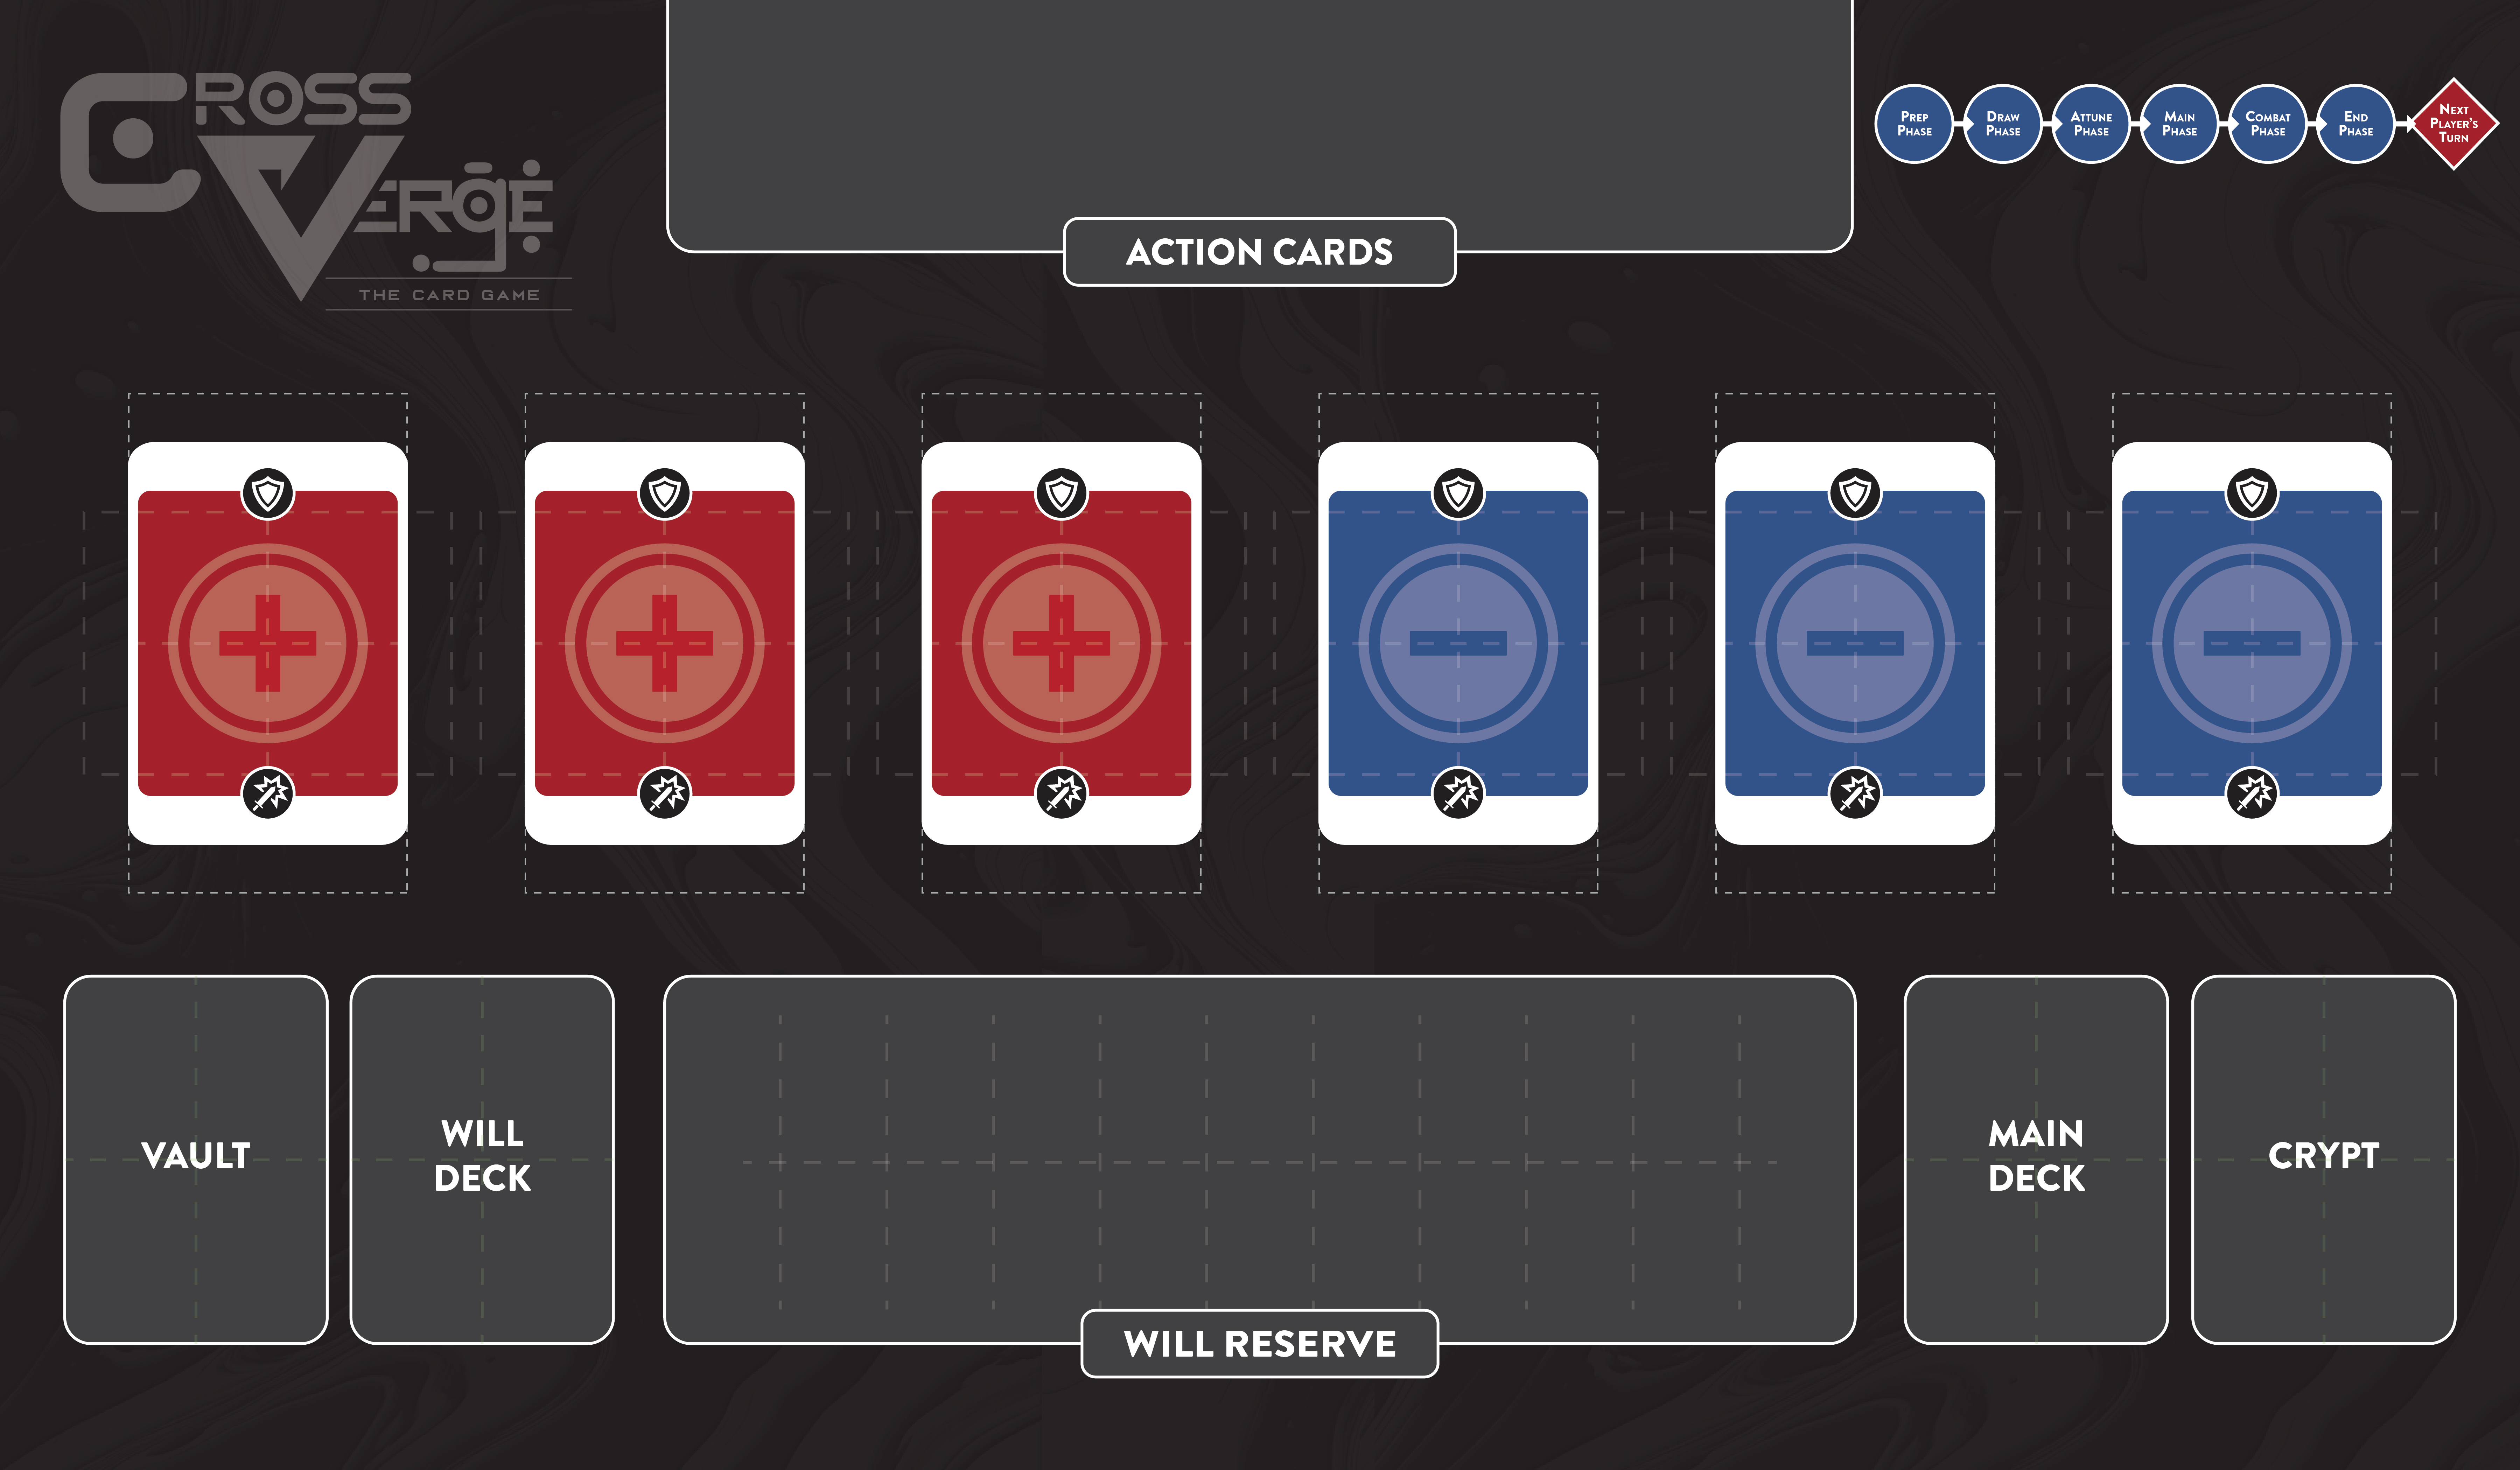 CROSS
VERGE
THE CARD GAME
ACTION CARDS
PREP
PHASE
DRAW
PHASE
ATTUNE
PHASE
MAIN
PHASE
COMBAT
PHASE
END
PHASE
NEXT
PLAYER'S
TURN
VAULT
WILL
DECK
WILL RESERVE
MAIN
DECK
CRYPT